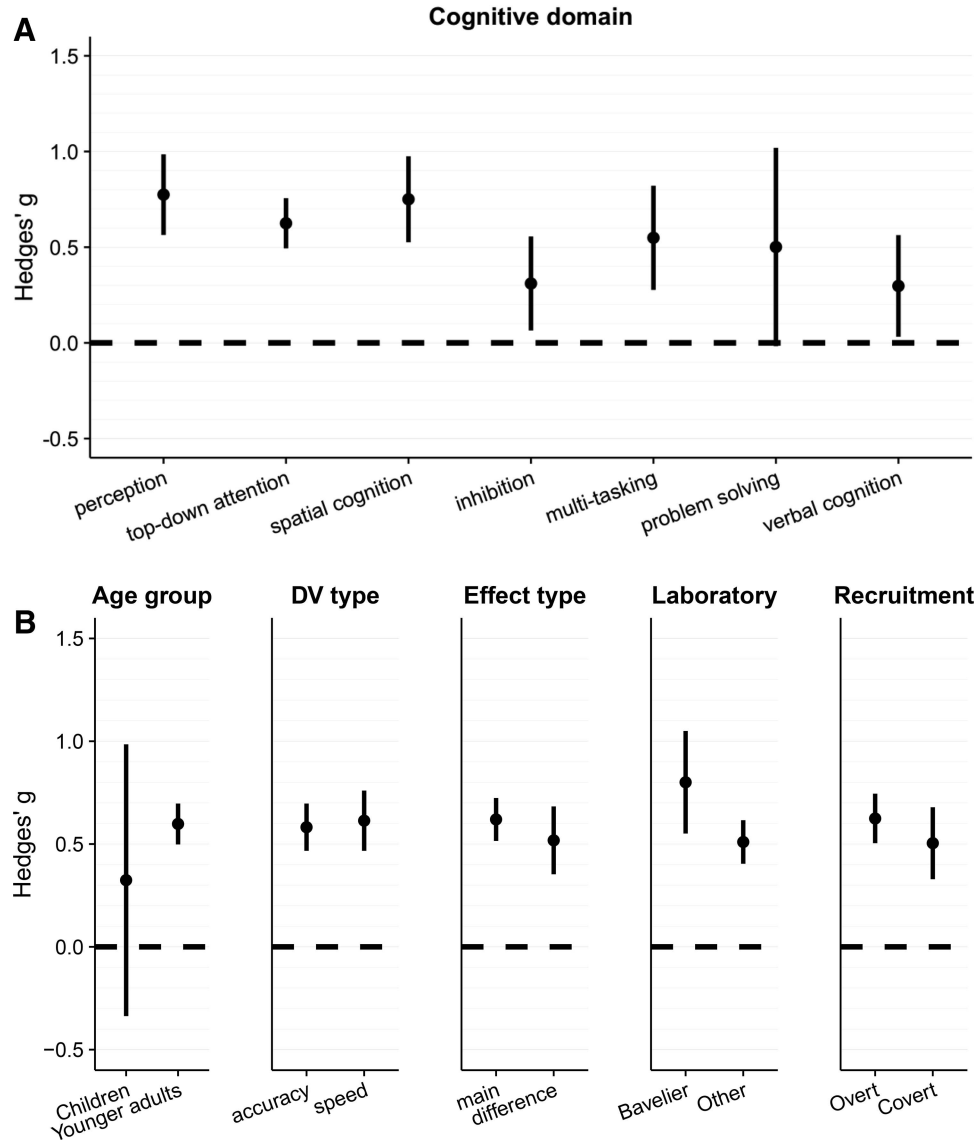 A
Cognitive domain
Hedges' g
1.5
1.0
0.5
0.0
-0.5
perception
top-down attention
spatial cognition
inhibition
multi-tasking
problem solving
verbal cognition
B
Age group
DV type
Effect type
Laboratory
Recruitment
Hedges' g
1.5
1.0
0.5
0.0
−0.5
Children
Younger adults
accuracy
speed
main
difference
Bavelier
Other
Overt
Covert